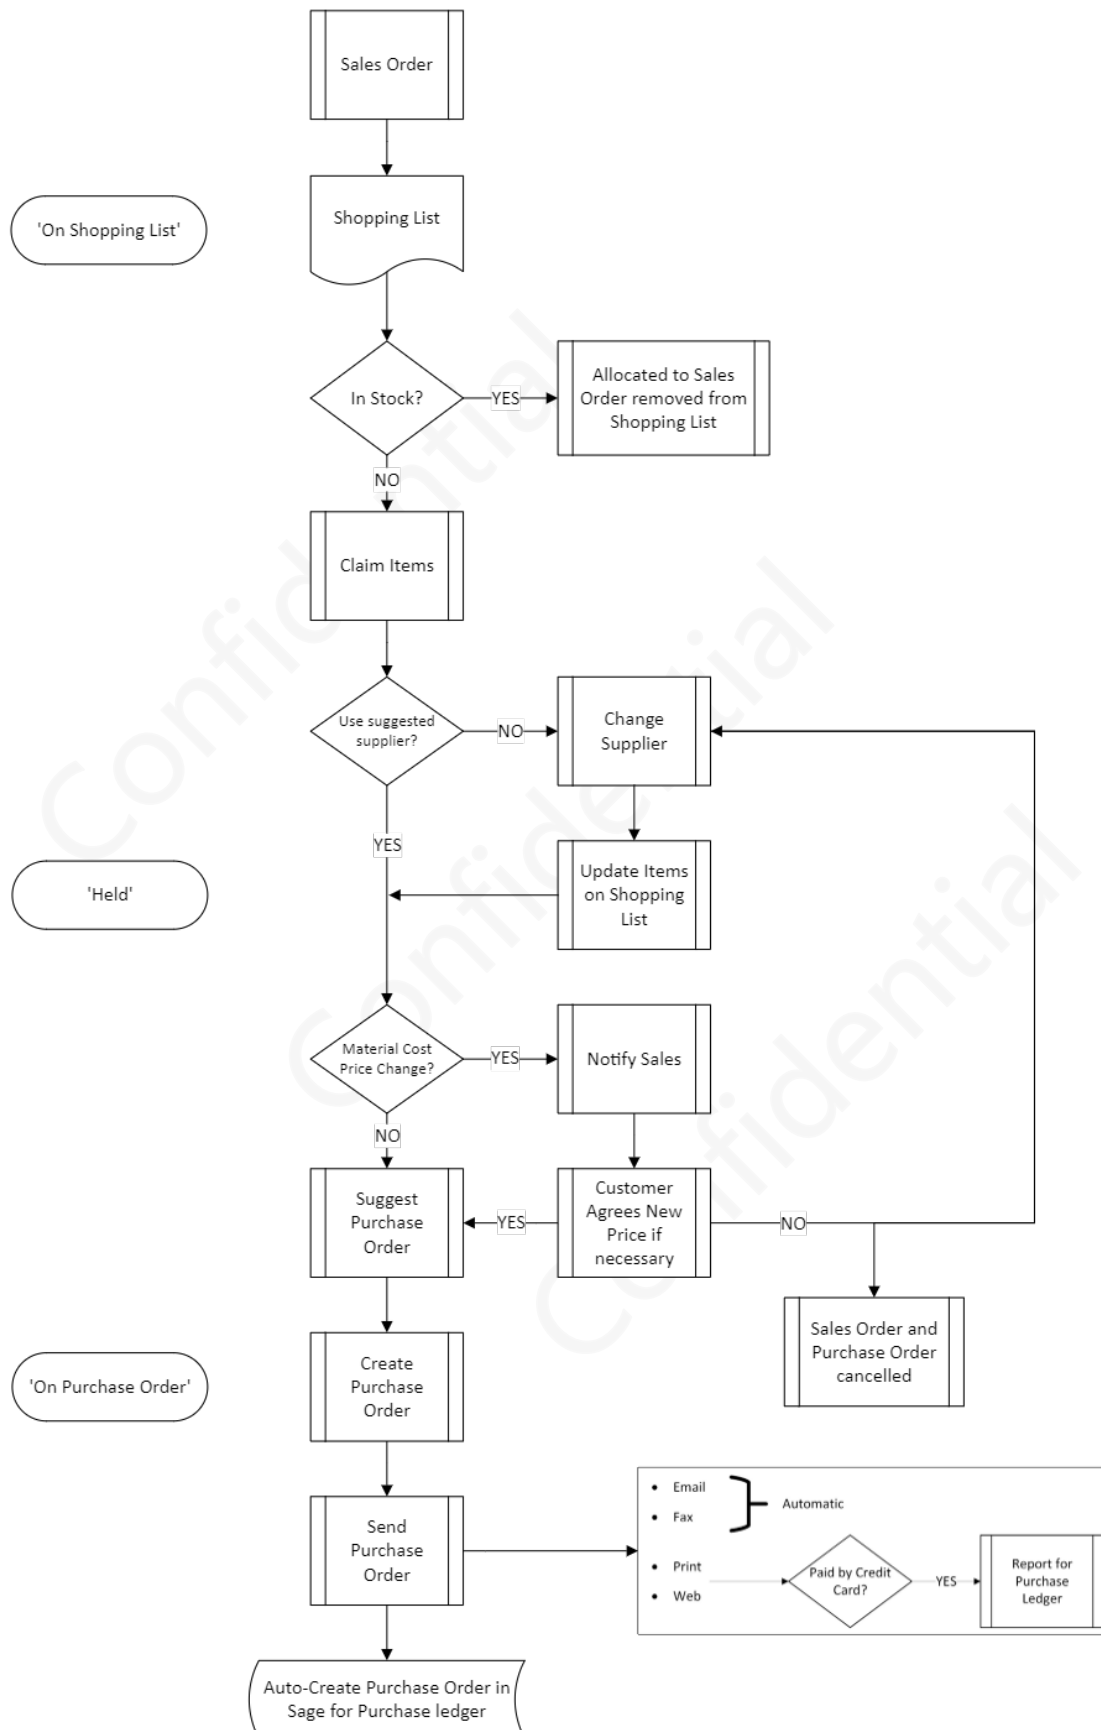 Sales Order
Shopping List
'On Shopping List'
In Stock?
YES
Allocated to Sales
Order removed from
Shopping List
NO
Claim Items
Use suggested
supplier?
NO
Change
Supplier
YES
'Held'
Update Items
on Shopping
List
Material Cost
Price Change?
YES
Notify Sales
NO
Suggest
Purchase
Order
YES
Customer
Agrees New
Price if
necessary
NO
Sales Order and
Purchase Order
cancelled
'On Purchase Order'
Create
Purchase
Order
Send
Purchase
Order
• Email
• Fax
Automatic
• Print
• Web
Paid by Credit
Card?
YES
Report for
Purchase
Ledger
Auto-Create Purchase Order in
Sage for Purchase ledger
Confidential
Confidential
Confidential